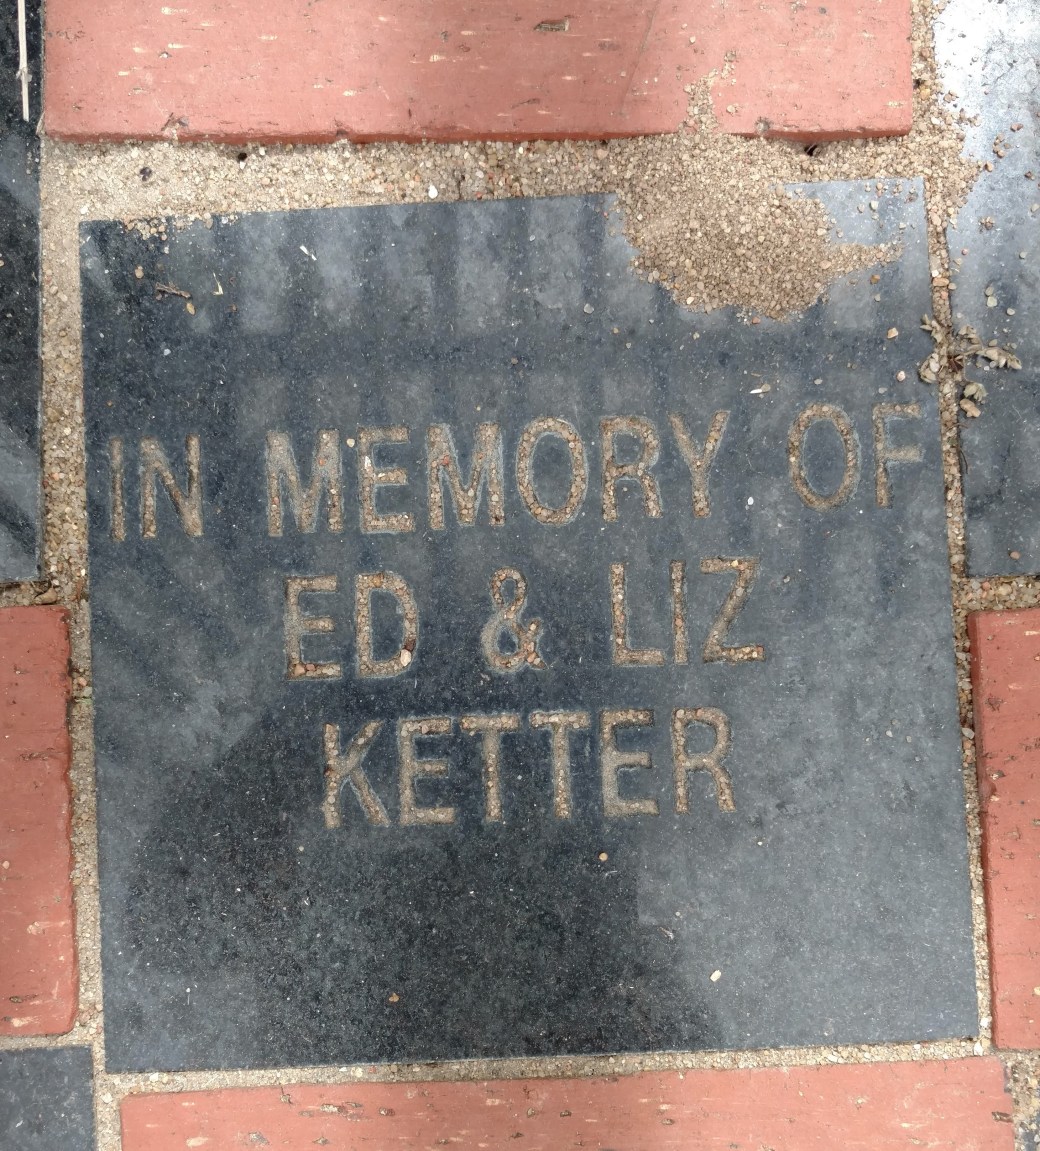 IN MEMORY OF
ED & LIZ
KETTER